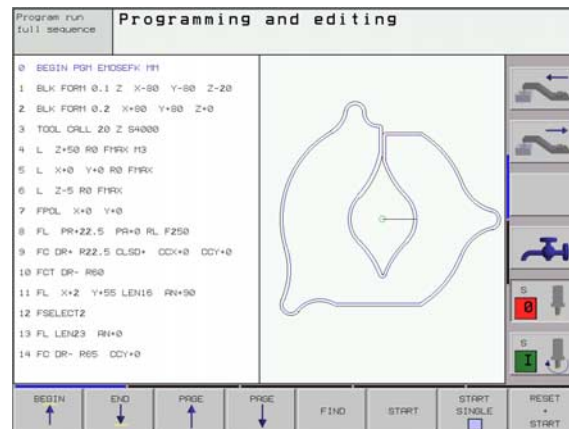 Program run
full sequence
Programming and editing
0 BEGIN PGM EMOSEFK MM
1 BLK FORM 0.1 Z X-80 Y-80 Z-20
2 BLK FORM 0.2 X+80 Y+80 Z+0
3 TOOL CALL 20 Z S4000
4 L Z+50 R0 FMAX M3
5 L X+0 Y+0 R0 FMAX
6 L Z-5 R0 FMAX
7 FPOL X+0 Y+0
8 FL PR+22.5 PA+0 RL F250
9 FC DR+ R22.5 CLSD+ CCX+0 CCY+0
10 FCT DR- R60
11 FL X+2 Y+55 LEN16 AN+90
12 FSELECT2
13 FL LEN23 AN+0
14 FC DR- R65 CCY+0
S
0
S
I
BEGIN
END
PAGE
PAGE
FIND
START
START
SINGLE
RESET
+
START